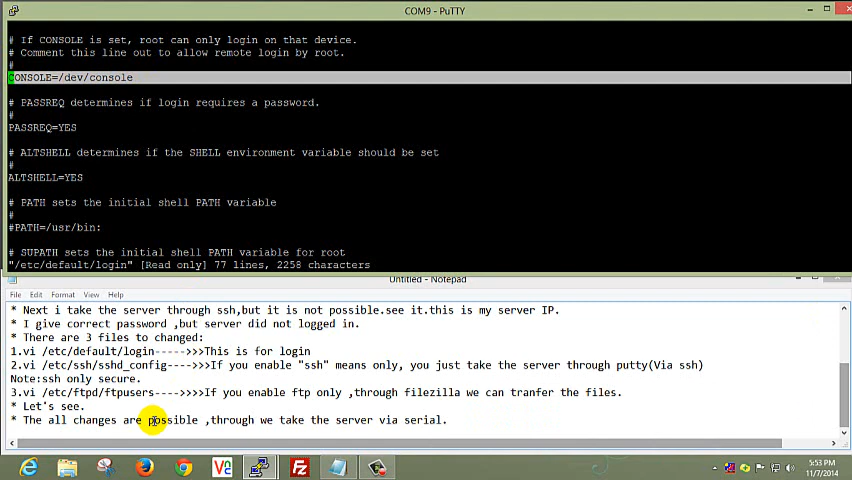 COM9 - PuTTY
# If CONSOLE is set, root can only login on that device.
# Comment this line out to allow remote login by root.
#
CONSOLE=/dev/console
# PASSREQ determines if login requires a password.
#
PASSREQ=YES
# ALTSHELL determines if the SHELL environment variable should be set
#
ALTSHELL=YES
# PATH sets the initial shell PATH variable
#
#PATH=/usr/bin:
# SUPATH sets the initial shell PATH variable for root
"/etc/default/login" [Read only] 77 lines, 2258 characters
Untitled - Notepad
File Edit Format View Help
* Next i take the server through ssh,but it is not possible.see it.this is my server IP.
* I give correct password ,but server did not logged in.
* There are 3 files to changed:
1.vi /etc/default/login----->>>This is for login
2.vi /etc/ssh/sshd_config---->>>If you enable "ssh" means only, you just take the server through putty(Via ssh)
Note:ssh only secure.
3.vi /etc/ftpd/ftpusers---->>>>If you enable ftp only ,through filezilla we can tranfer the files.
* Let's see.
* The all changes are possible ,through we take the server via serial.
5:53 PM
11/7/2014